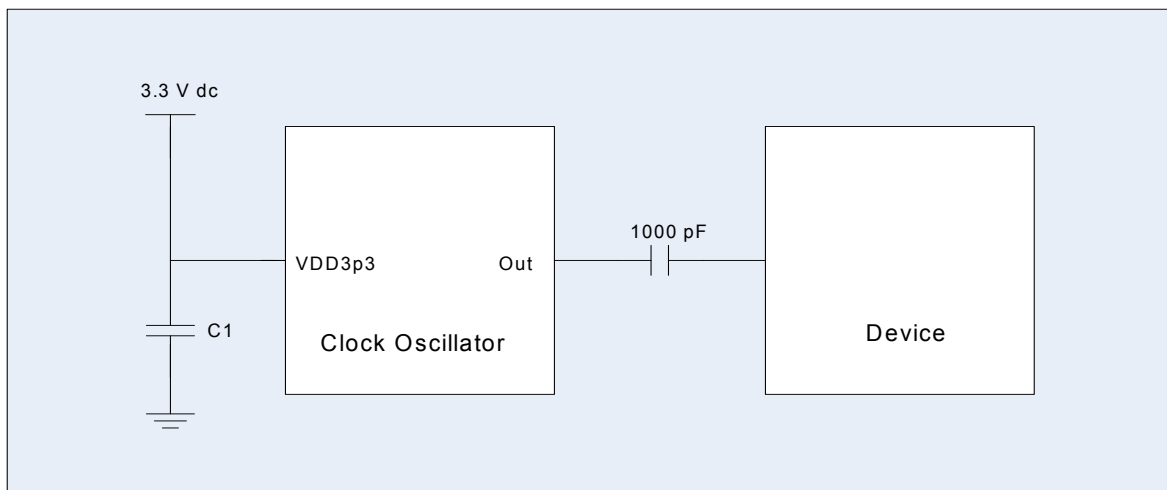 3.3 V dc
1000 pF
VDD3p3
Out
C1
Clock Oscillator
Device